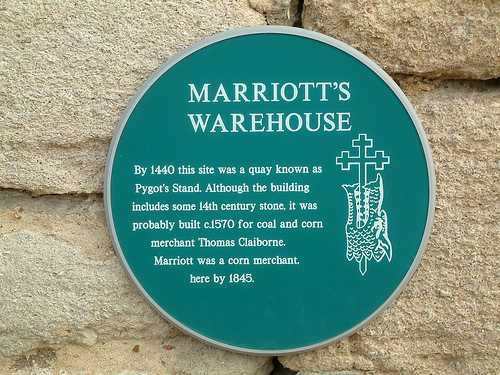 MARRIOTT'S
WAREHOUSE
By 1440 this site was a quay known as
Pygot's Stand. Although the building
includes some 14th century stone, it was
probably built c.1570 for coal and corn
merchant Thomas Claiborne.
Marriott was a corn merchant,
here by 1845.